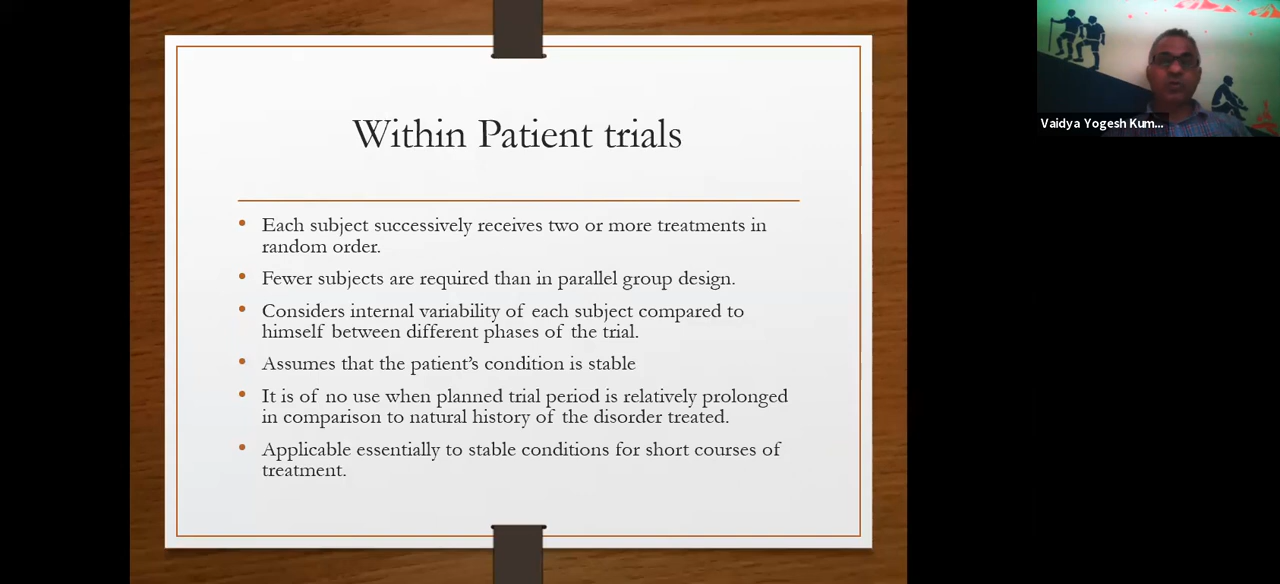 Within Patient trials
• Each subject successively receives two or more treatments in
random order.
• Fewer subjects are required than in parallel group design.
• Considers internal variability of each subject compared to
himself between different phases of the trial.
• Assumes that the patient’s condition is stable
• It is of no use when planned trial period is relatively prolonged
in comparison to natural history of the disorder treated.
• Applicable essentially to stable conditions for short courses of
treatment.
Vaidya Yogesh Kum...